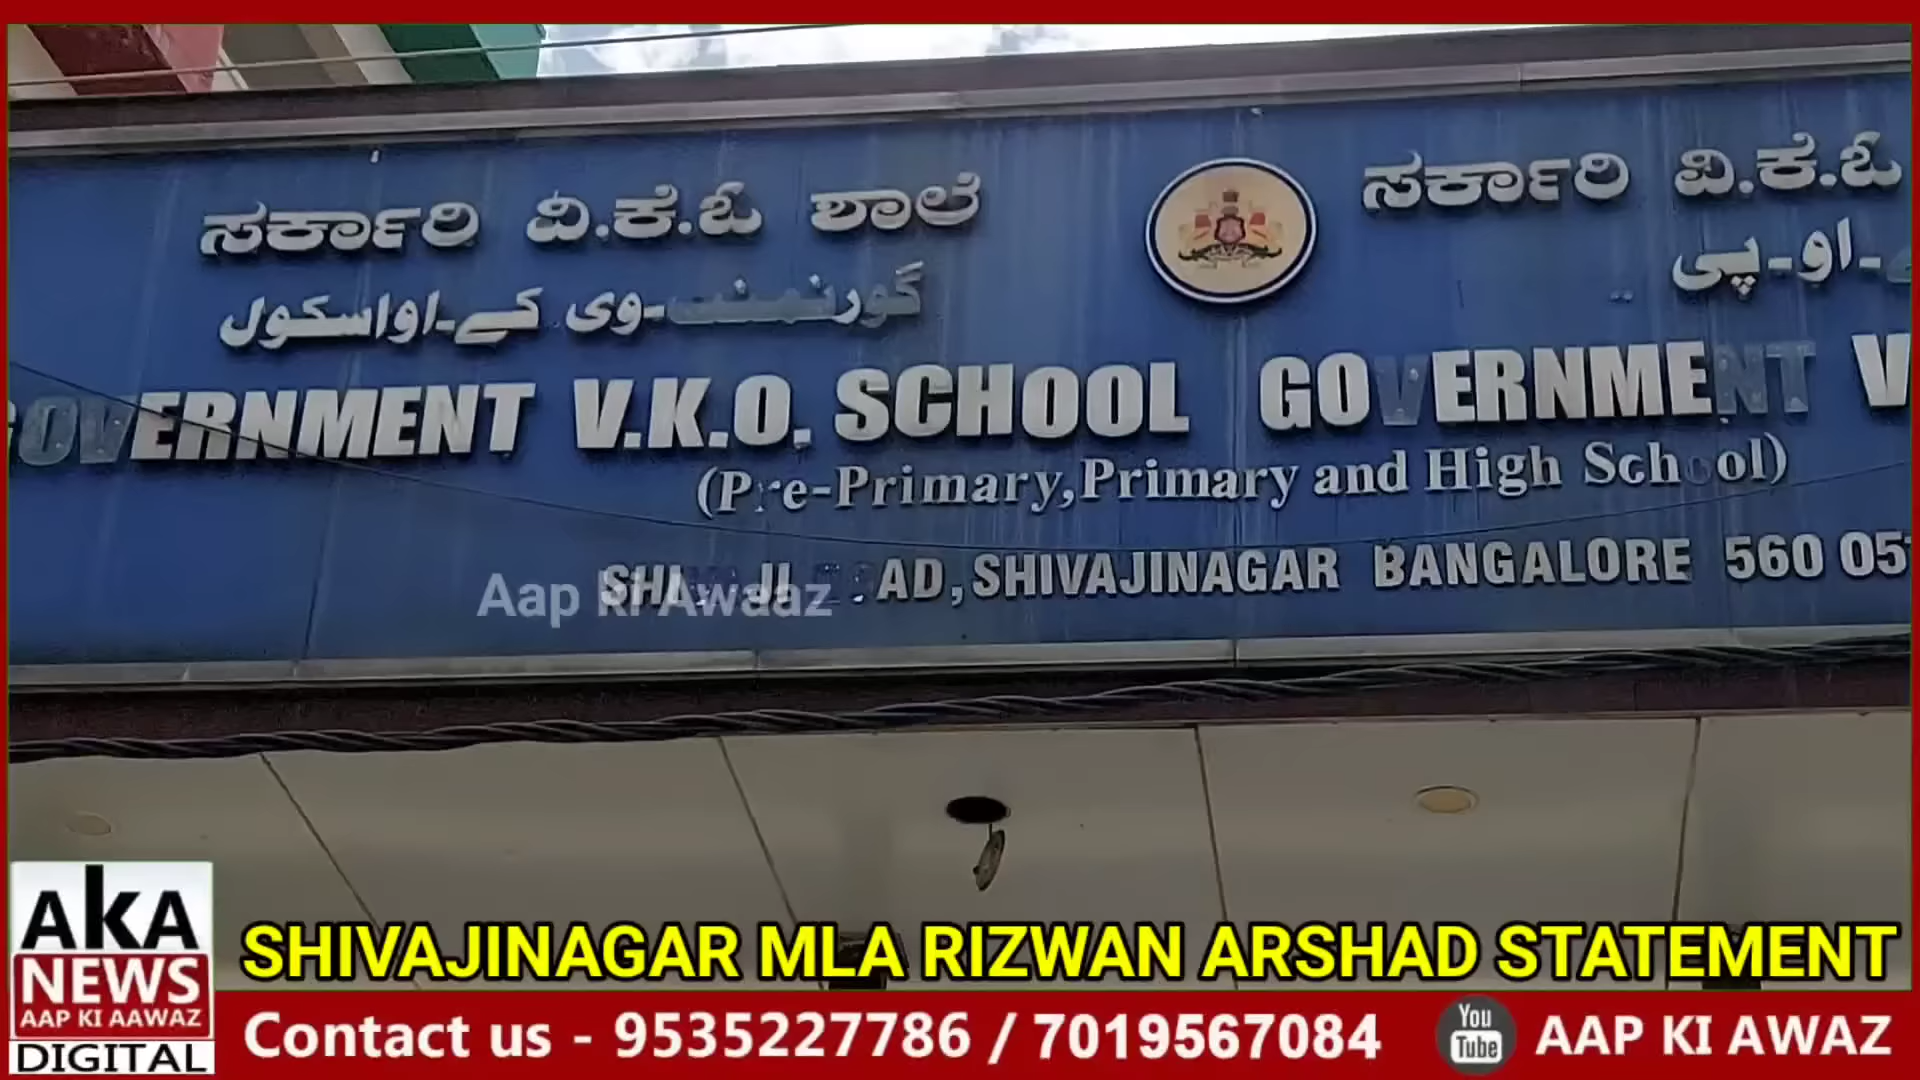 ಸರ್ಕಾರಿ ವಿ.ಕೆ.ಓ ಶಾಲೆ
ಸರ್ಕಾರಿ ವಿ.ಕೆ.ಓ
گورنمنٹ-وی کے-اواسکول
-او-پی
GOVERNMENT V.K.O. SCHOOL GOVERNMENT V
(Pre-Primary,Primary and High School)
AD, SHIVAJINAGAR BANGALORE 560 05
Aap ki Awaaz
SHIVAJINAGAR MLA RIZWAN ARSHAD STATEMENT
AKA
NEWS
AAP KI AAWAZ
DIGITAL
Contact us - 9535227786 / 7019567084
You
Tube
AAP KI AWAZ